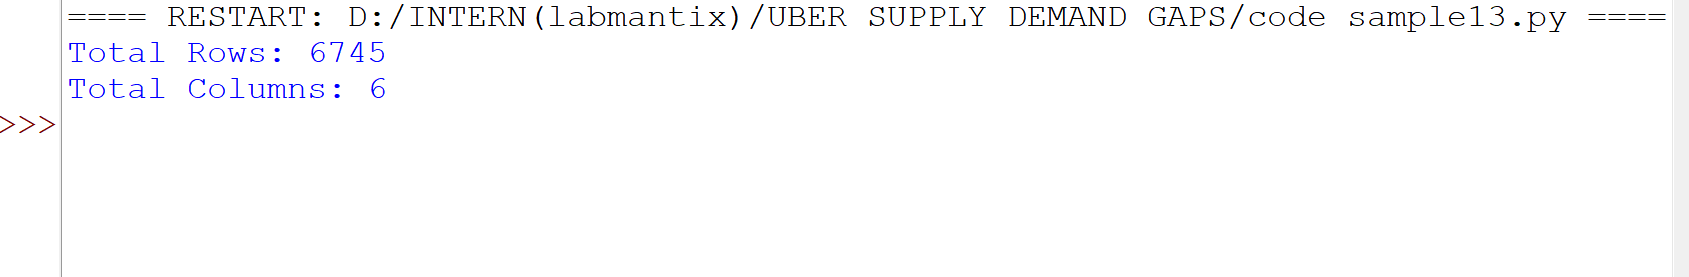 ==== RESTART: D:/INTERN(labmantix)/UBER SUPPLY DEMAND GAPS/code sample13.py ====
Total Rows: 6745
Total Columns: 6
>>>